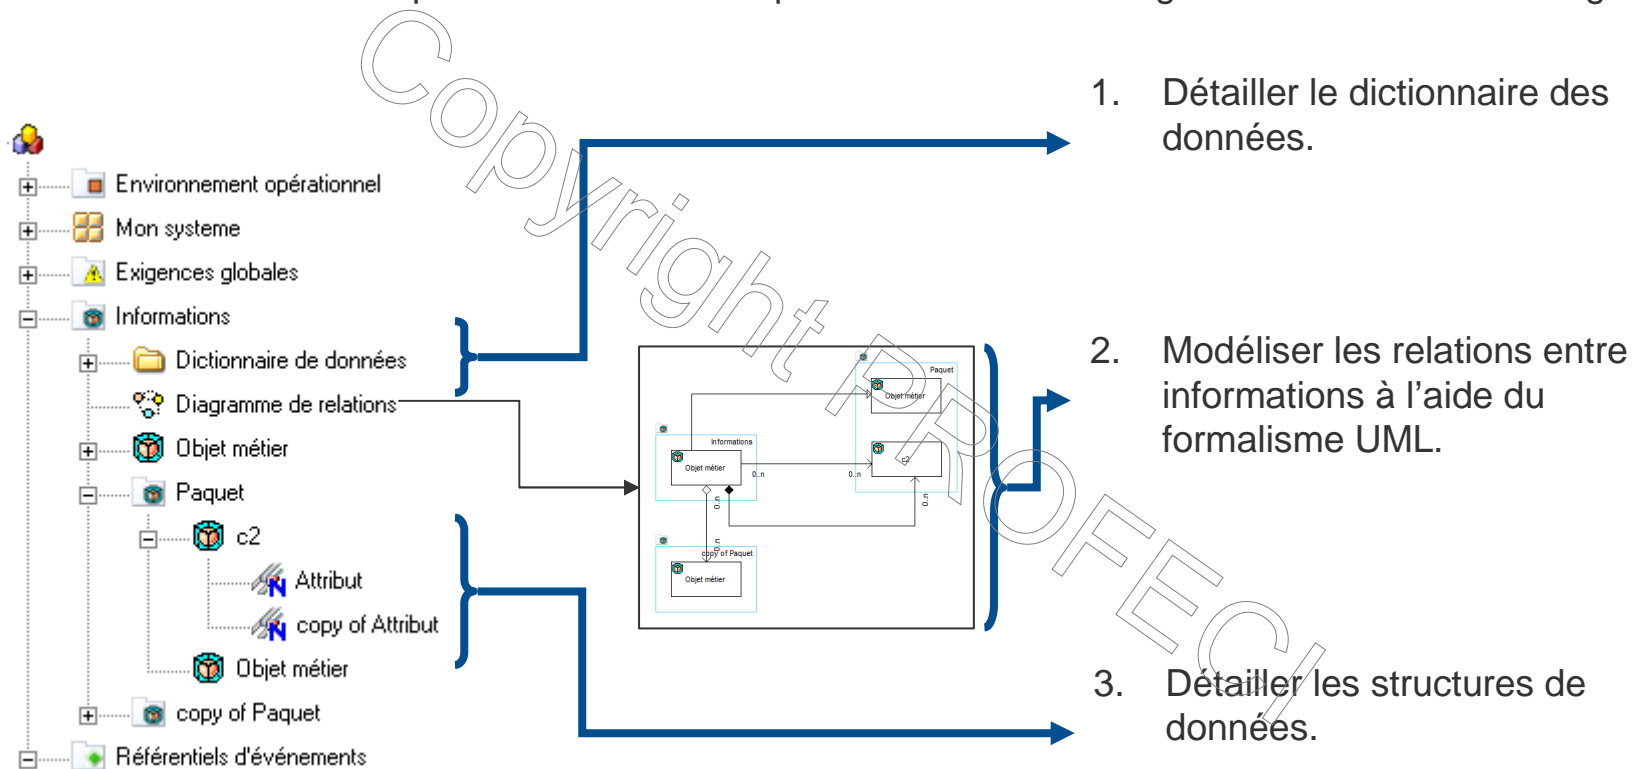 1. Détailler le dictionnaire des
données.
Environnement opérationnel
Mon systeme
Exigences globales
Informations
Dictionnaire de données
Diagramme de relations
Objet métier
Paquet
c2
Attribut
copy of Attribut
Objet métier
copy of Paquet
Référentiels d'événements
Paquet
Objet métier
Informations
Objet métier
0..n
0..n
c2
0..n
0..n
0..n
copy of Paquet
Objet métier
2. Modéliser les relations entre
informations à l’aide du
formalisme UML.
3. Détailler les structures de
données.
Copyright PROFECI